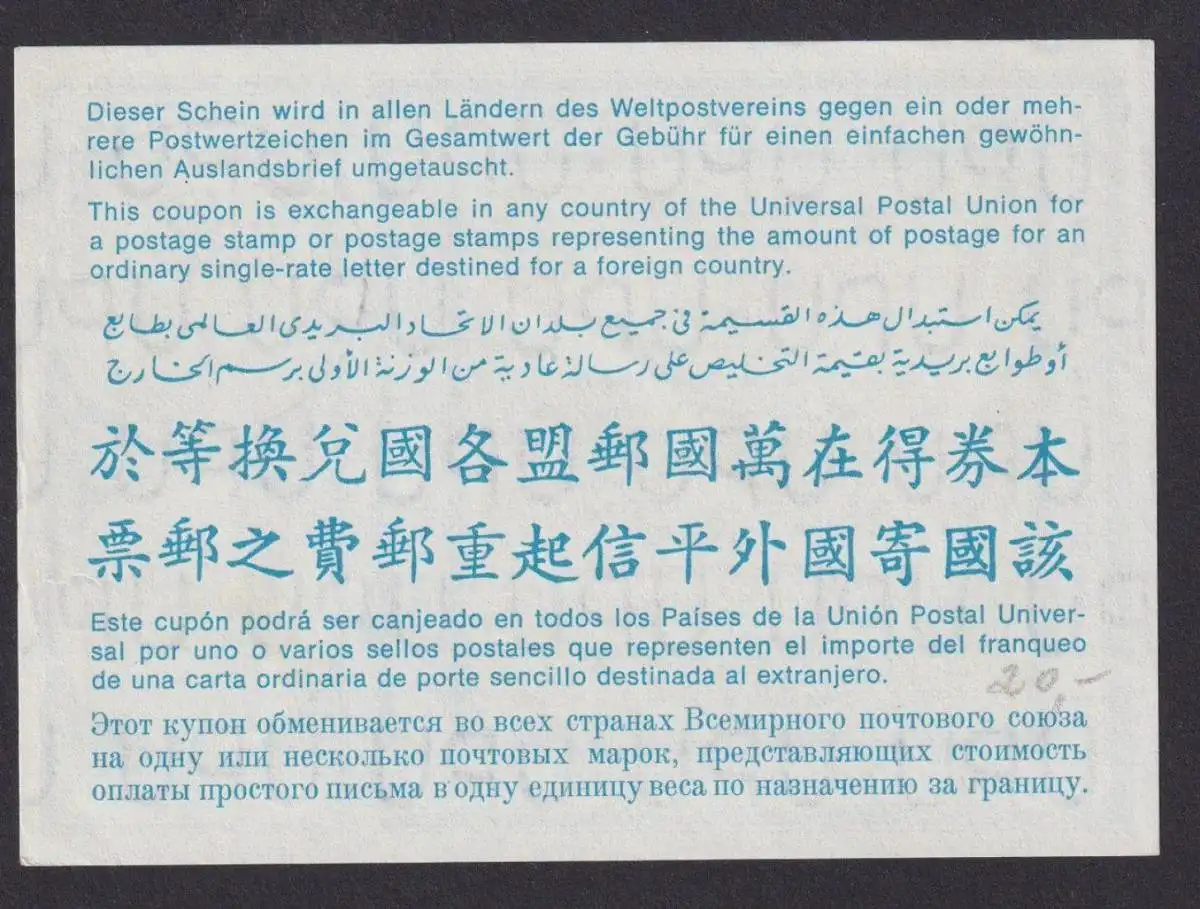 Dieser Schein wird in allen Ländern des Weltpostvereins gegen ein oder meh-
rere Postwertzeichen im Gesamtwert der Gebühr für einen einfachen gewöhn-
lichen Auslandsbrief umgetauscht.
This coupon is exchangeable in any country of the Universal Postal Union for
a postage stamp or postage stamps representing the amount of postage for an
ordinary single-rate letter destined for a foreign country.
يمكن استبدال هذه القسيمة في جميع بلدان الاتحاد البريدى العالمى بطابع
أو طوابع بريدية بقيمة التخليص على رسالة عادية من الوزنة الأولى برسم الخارج
本券得在萬國郵盟各國兌換等於
該國寄國外平信起重郵費之郵票
Este cupón podrá ser canjeado en todos los Países de la Unión Postal Univer-
sal por uno o varios sellos postales que representen el importe del franqueo
de una carta ordinaria de porte sencillo destinada al extranjero.
20,-
Этот купон обменивается во всех странах Всемирного почтового союза
на одну или несколько почтовых марок, представляющих стоимость
оплаты простого письма в одну единицу веса по назначению за границу.